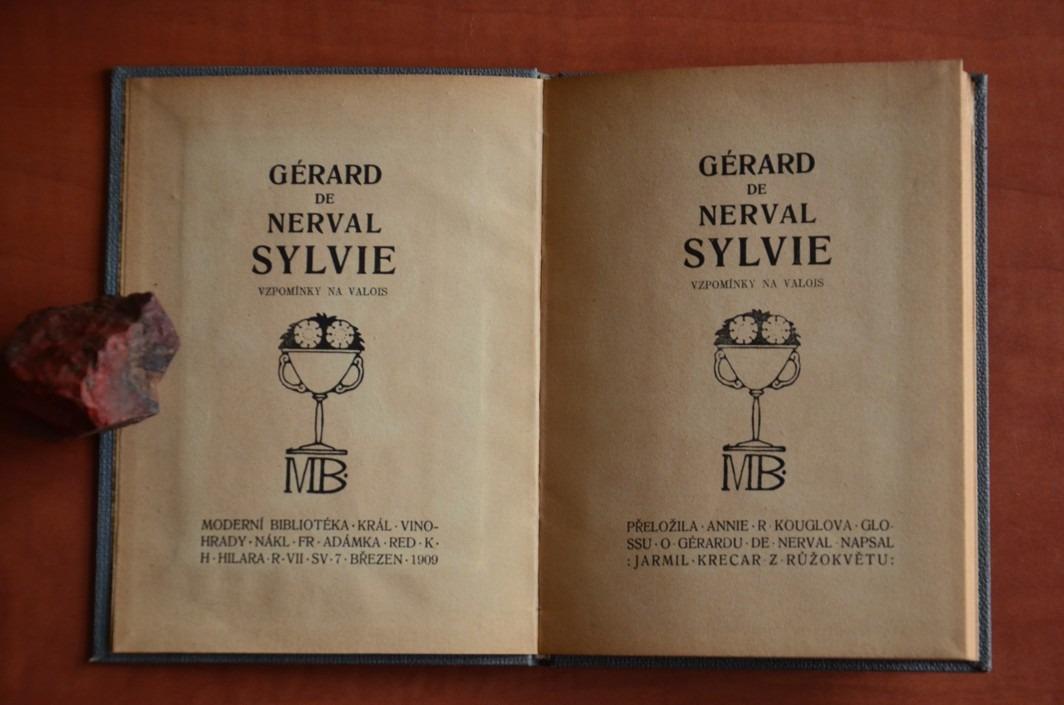 GÉRARD
DE
NERVAL
SYLVIE
VZPOMÍNKY NA VALOIS
MB·
MODERNÍ BIBLIOTÉKA · KRÁL · VINO-
HRADY · NÁKL · FR · ADÁMKA · RED · K ·
H · HILARA · R · VII · SV · 7 · BŘEZEN · 1909
GÉRARD
DE
NERVAL
SYLVIE
VZPOMÍNKY NA VALOIS
MB·
PŘELOŽILA · ANNIE · R · KOUGLOVA · GLO-
SSU · O · GÉRARDU · DE · NERVAL · NAPSAL
: JARMIL · KRECAR · Z · RŮŽOKVĚTU :